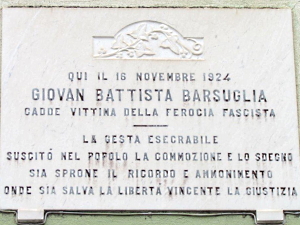 QUI IL 16 NOVEMBRE 1924
GIOVAN BATTISTA BARSUGLIA
CADDE VITTIMA DELLA FEROCIA FASCISTA
LA GESTA ESECRABILE
SUSCITÒ NEL POPOLO LA COMMOZIONE E LO SDEGNO
SIA SPRONE IL RICORDO E AMMONIMENTO
ONDE SIA SALVA LA LIBERTÀ VINCENTE LA GIUSTIZIA